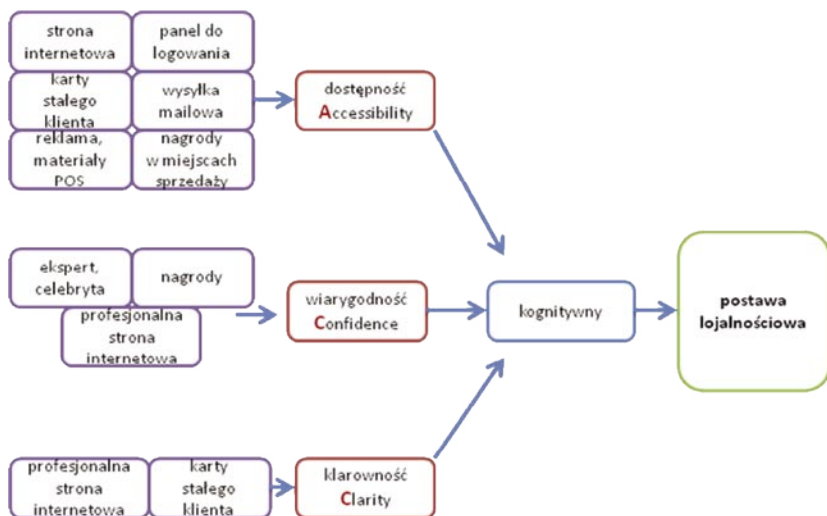 strona
internetowa
panel do
logowania
karty
stałego
klienta
wysyłka
mailowa
reklama,
materiały
POS
nagrody
w miejscach
sprzedaży
dostępność
Accessibility
ekspert,
celebryta
nagrody
profesjonalna
strona
internetowa
wiarygodność
Confidence
kognitywny
postawa
lojalnościowa
profesjonalna
strona
internetowa
karty
stałego
klienta
klarowność
Clarity